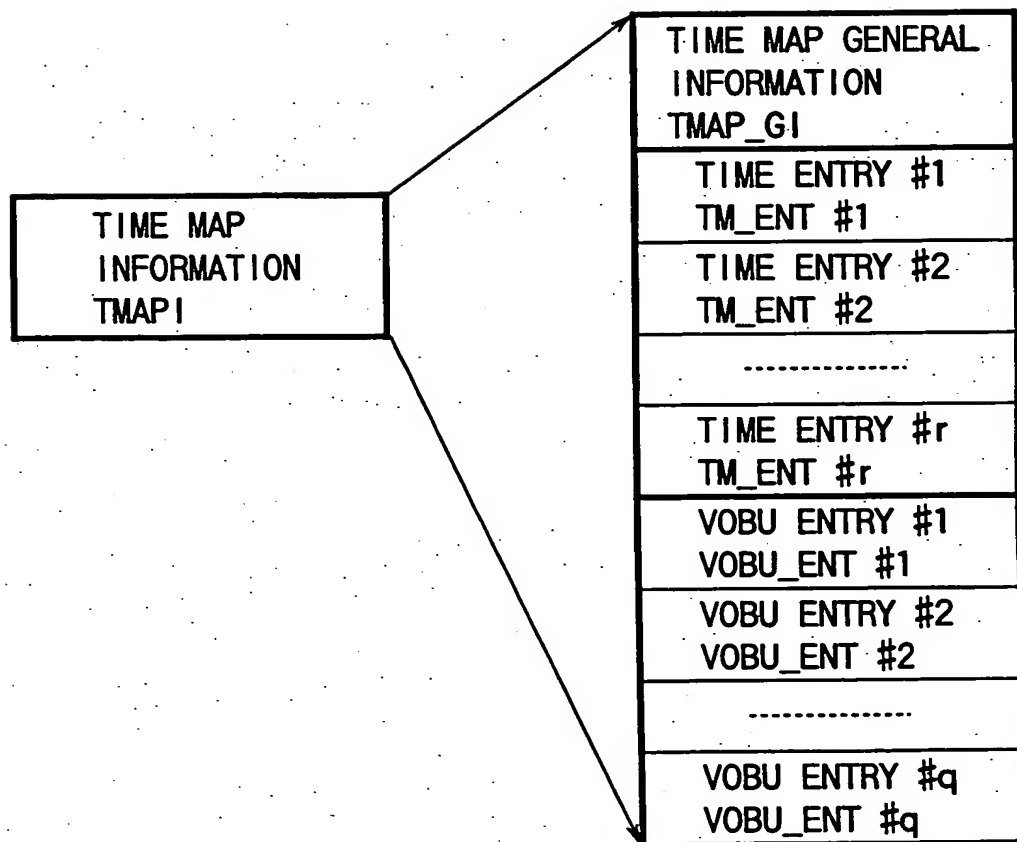 TIME MAP
INFORMATION
TMAPI
TIME MAP GENERAL
INFORMATION
TMAP_GI
TIME ENTRY #1
TM_ENT #1
TIME ENTRY #2
TM_ENT #2
TIME ENTRY #r
TM_ENT #r
VOBU ENTRY #1
VOBU_ENT #1
VOBU ENTRY #2
VOBU_ENT #2
VOBU ENTRY #q
VOBU_ENT #q